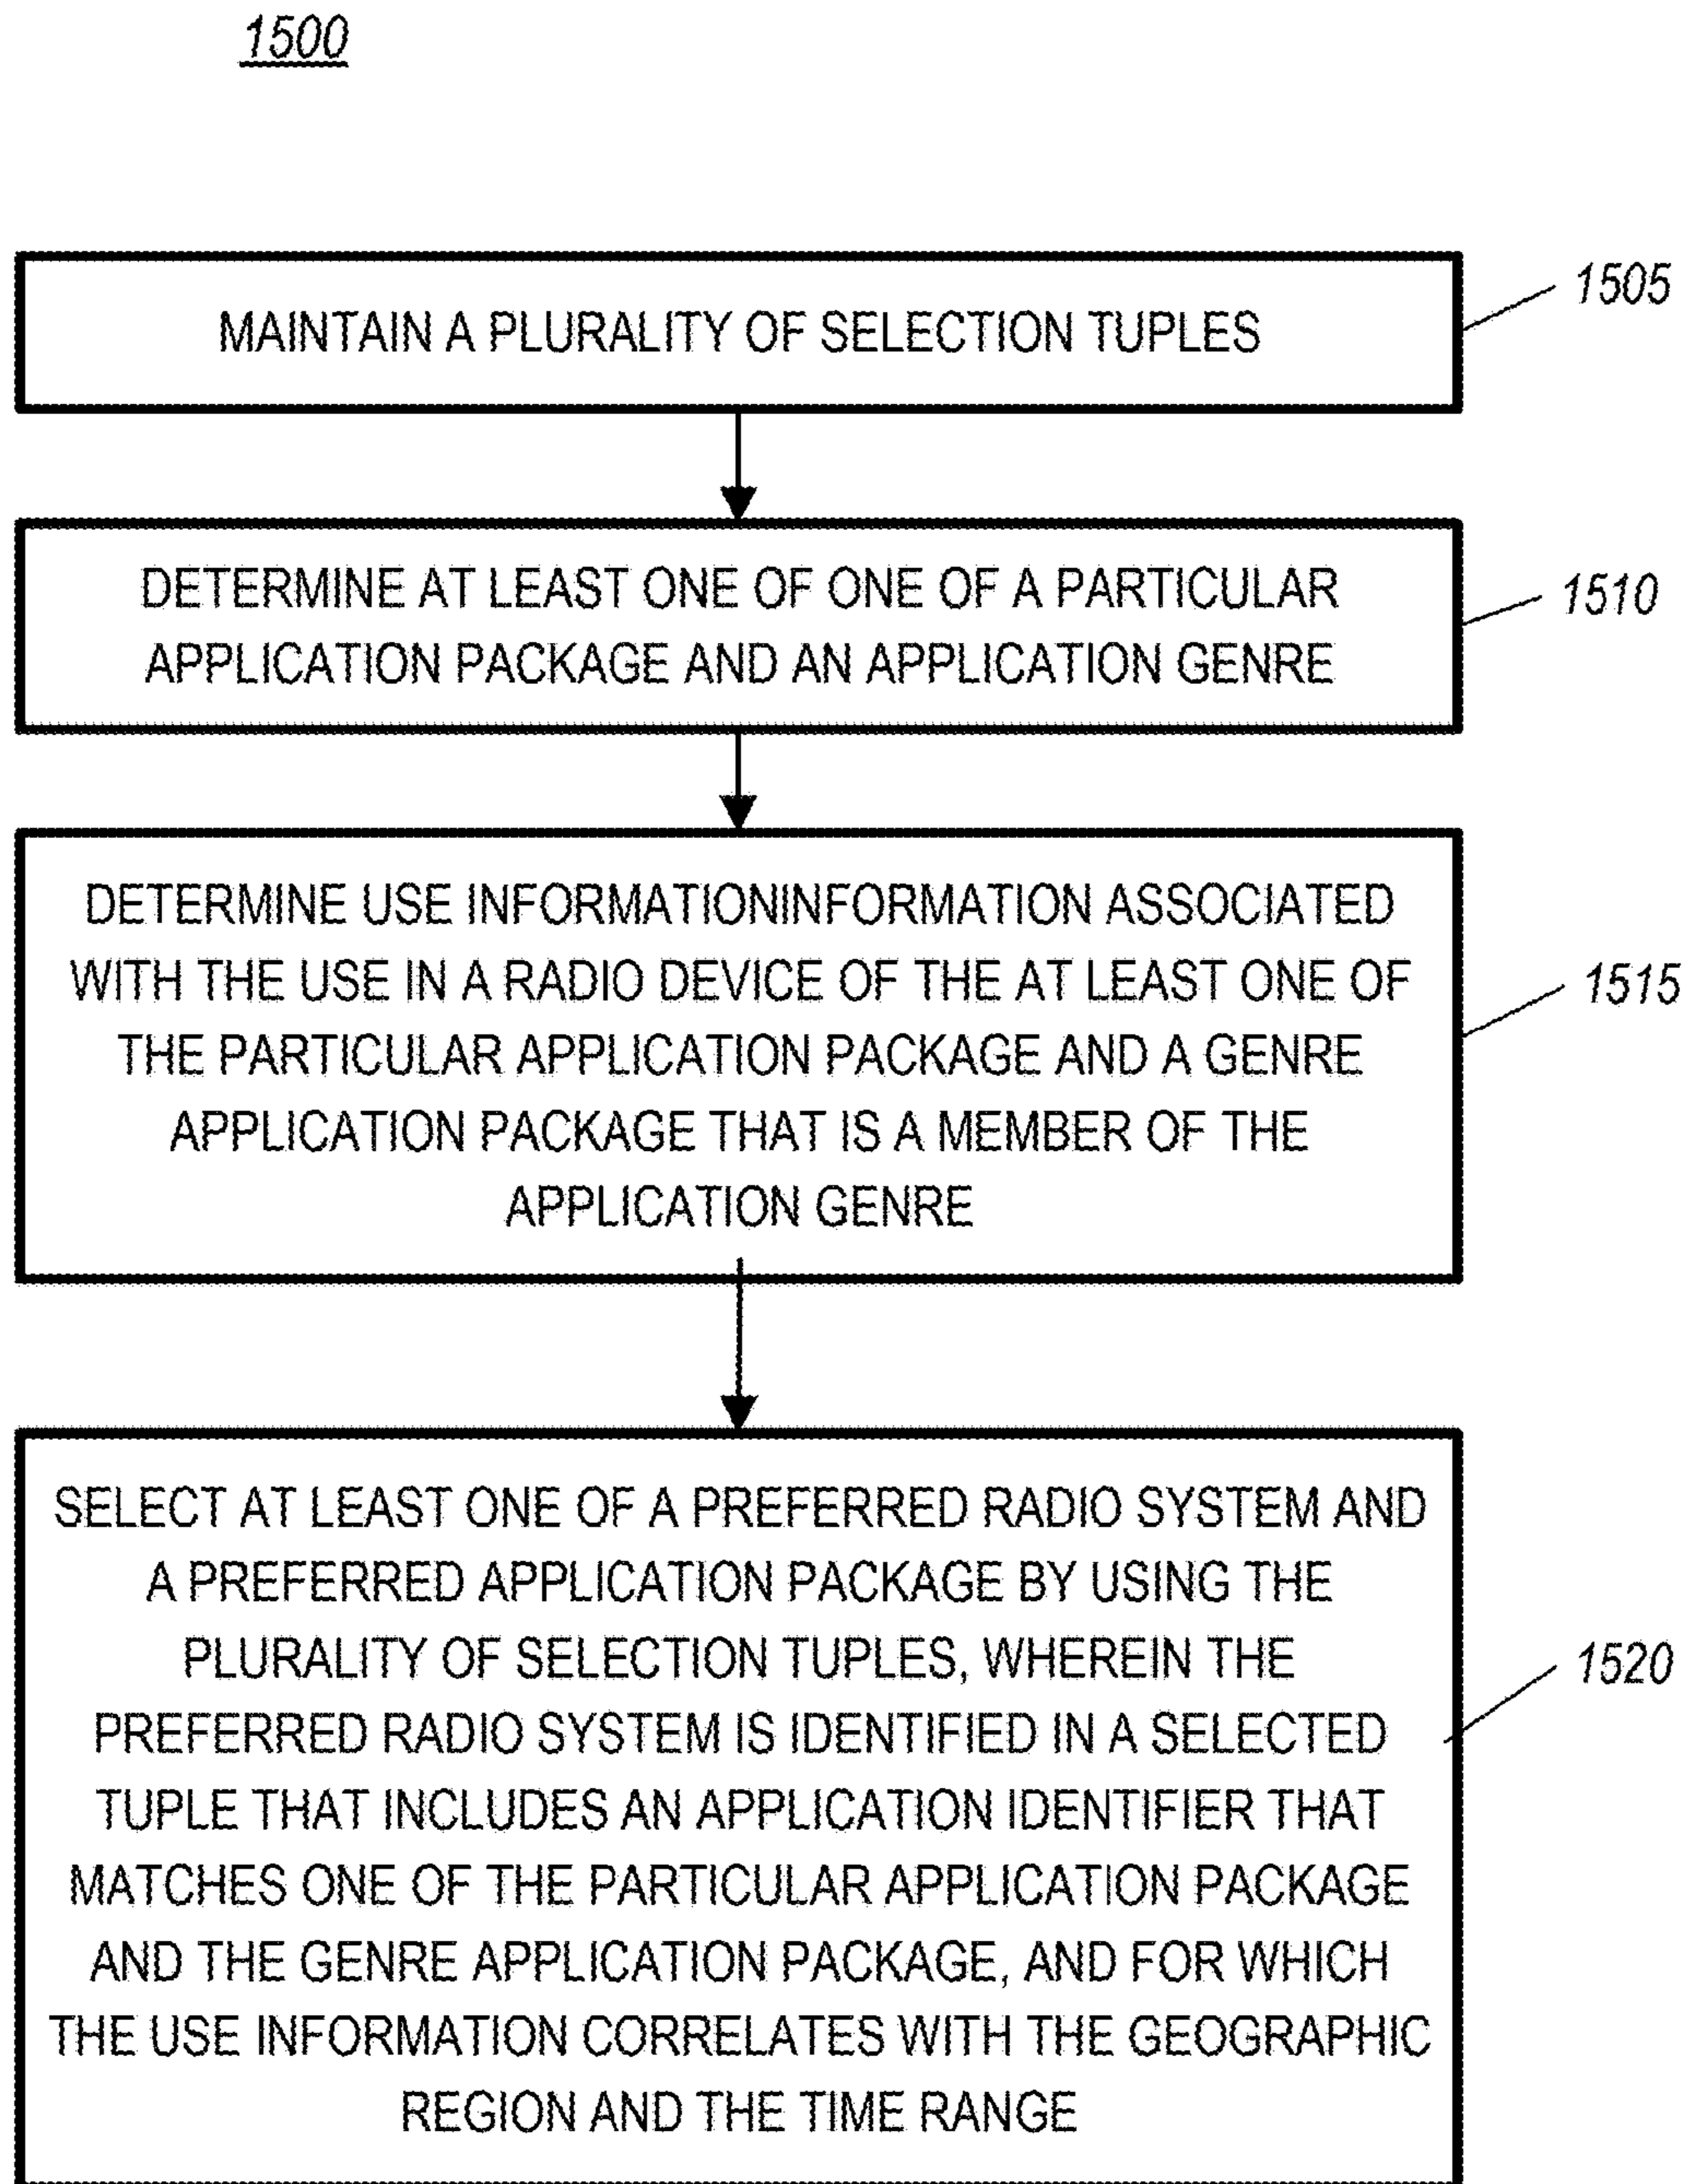 1500
MAINTAIN A PLURALITY OF SELECTION TUPLES
1505
DETERMINE AT LEAST ONE OF ONE OF A PARTICULAR
APPLICATION PACKAGE AND AN APPLICATION GENRE
1510
DETERMINE USE INFORMATIONINFORMATION ASSOCIATED
WITH THE USE IN A RADIO DEVICE OF THE AT LEAST ONE OF
THE PARTICULAR APPLICATION PACKAGE AND A GENRE
APPLICATION PACKAGE THAT IS A MEMBER OF THE
APPLICATION GENRE
1515
SELECT AT LEAST ONE OF A PREFERRED RADIO SYSTEM AND
A PREFERRED APPLICATION PACKAGE BY USING THE
PLURALITY OF SELECTION TUPLES, WHEREIN THE
PREFERRED RADIO SYSTEM IS IDENTIFIED IN A SELECTED
TUPLE THAT INCLUDES AN APPLICATION IDENTIFIER THAT
MATCHES ONE OF THE PARTICULAR APPLICATION PACKAGE
AND THE GENRE APPLICATION PACKAGE, AND FOR WHICH
THE USE INFORMATION CORRELATES WITH THE GEOGRAPHIC
REGION AND THE TIME RANGE
1520